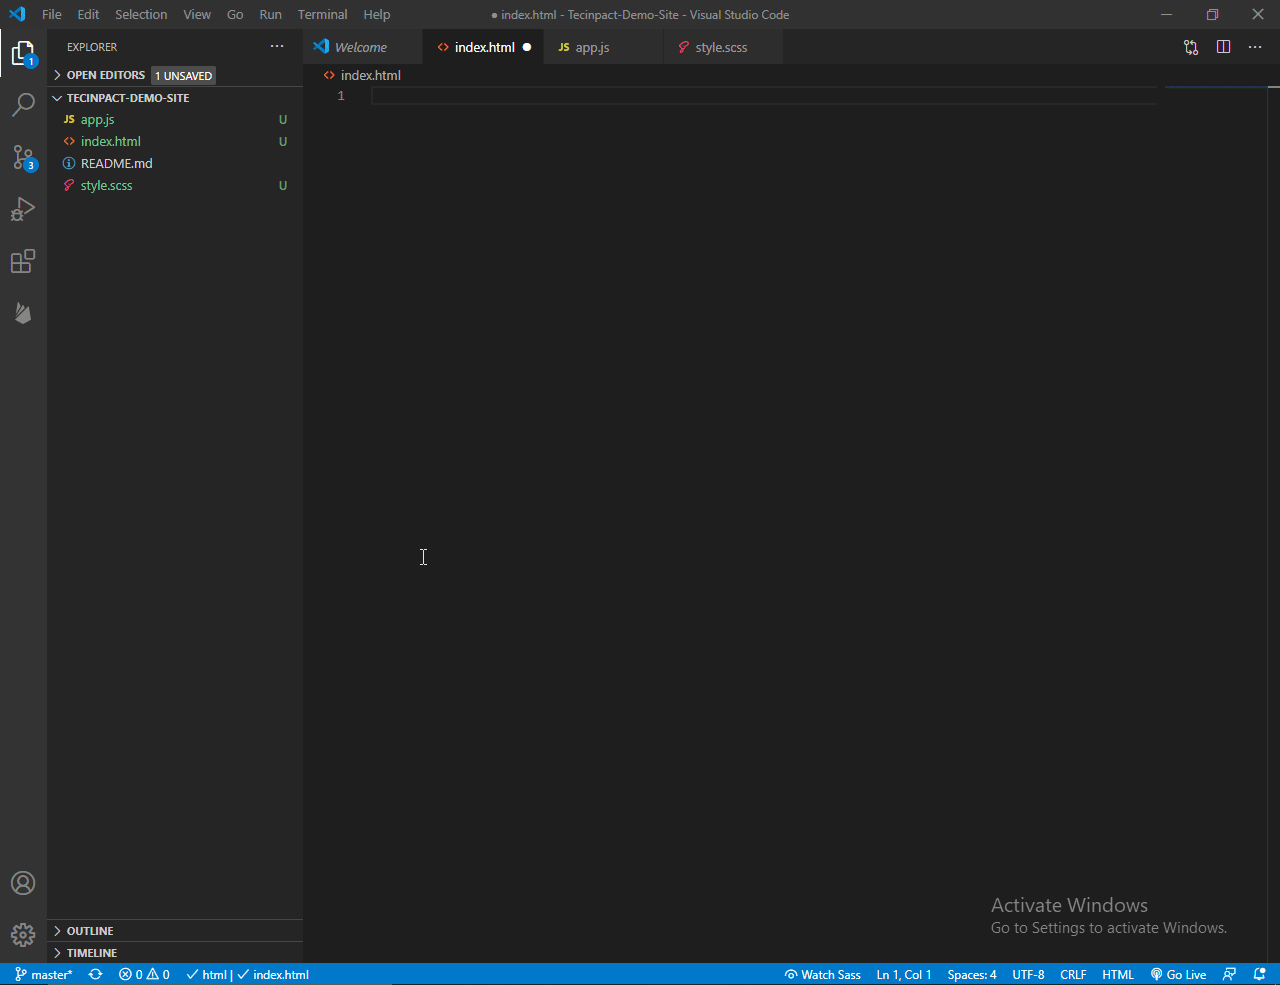 File Edit Selection View Go Run Terminal Help ● index.html - Tecinpact-Demo-Site - Visual Studio Code
EXPLORER
Welcome index.html JS app.js style.scss
OPEN EDITORS 1 UNSAVED
index.html
TECINPACT-DEMO-SITE
1
JS app.js U
index.html U
README.md
style.scss U
1
3
Activate Windows
Go to Settings to activate Windows.
OUTLINE
TIMELINE
master* 0 0 html | index.html Watch Sass Ln 1, Col 1 Spaces: 4 UTF-8 CRLF HTML Go Live